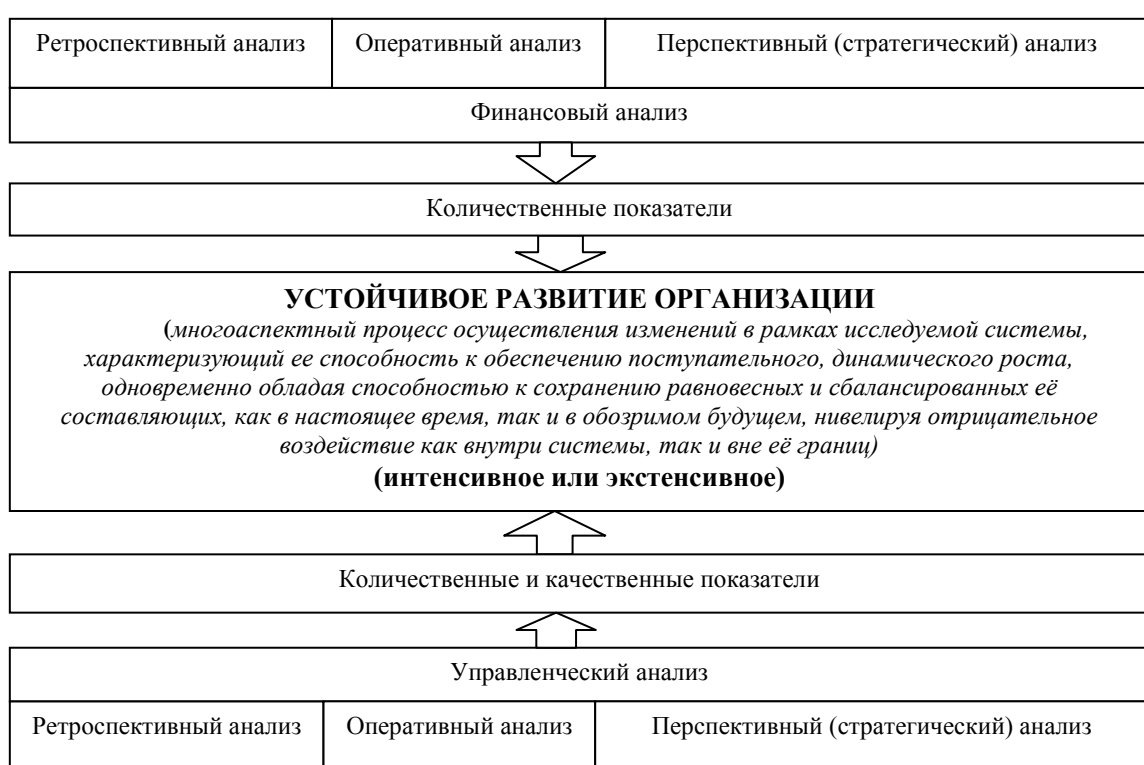 Ретроспективный анализ
Оперативный анализ
Перспективный (стратегический) анализ
Финансовый анализ
Количественные показатели
УСТОЙЧИВОЕ РАЗВИТИЕ ОРГАНИЗАЦИИ
(многоаспектный процесс осуществления изменений в рамках исследуемой системы,
характеризующий ее способность к обеспечению поступательного, динамического роста,
одновременно обладая способностью к сохранению равновесных и сбалансированных её
составляющих, как в настоящее время, так и в обозримом будущем, нивелируя отрицательное
воздействие как внутри системы, так и вне её границ)
(интенсивное или экстенсивное)
Количественные и качественные показатели
Управленческий анализ
Ретроспективный анализ
Оперативный анализ
Перспективный (стратегический) анализ